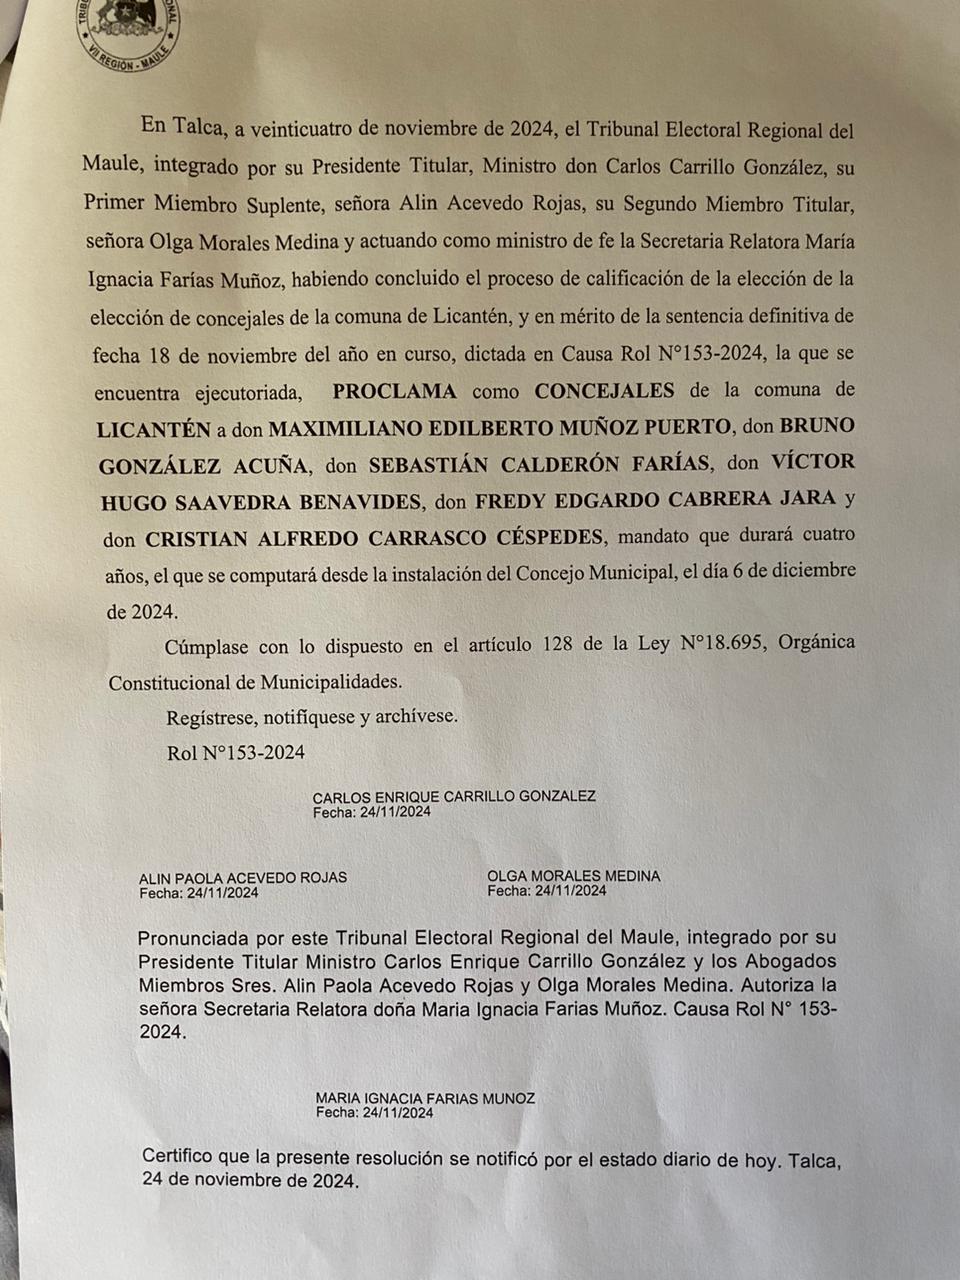 VII REGIÓN - MAULE
En Talca, a veinticuatro de noviembre de 2024, el Tribunal Electoral Regional del
Maule, integrado por su Presidente Titular, Ministro don Carlos Carrillo González, su
Primer Miembro Suplente, señora Alin Acevedo Rojas, su Segundo Miembro Titular,
señora Olga Morales Medina y actuando como ministro de fe la Secretaria Relatora María
Ignacia Farías Muñoz, habiendo concluido el proceso de calificación de la elección de la
elección de concejales de la comuna de Licantén, y en mérito de la sentencia definitiva de
fecha 18 de noviembre del año en curso, dictada en Causa Rol N°153-2024, la que se
encuentra ejecutoriada, PROCLAMA como CONCEJALES de la comuna de
LICANTÉN a don MAXIMILIANO EDILBERTO MUÑOZ PUERTO, don BRUNO
GONZÁLEZ ACUÑA, don SEBASTIÁN CALDERÓN FARÍAS, don VÍCTOR
HUGO SAAVEDRA BENAVIDES, don FREDY EDGARDO CABRERA JARA y
don CRISTIAN ALFREDO CARRASCO CÉSPEDES, mandato que durará cuatro
años, el que se computará desde la instalación del Concejo Municipal, el día 6 de diciembre
de 2024.
Cúmplase con lo dispuesto en el artículo 128 de la Ley N°18.695, Orgánica
Constitucional de Municipalidades.
Regístrese, notifíquese y archívese.
Rol N°153-2024
CARLOS ENRIQUE CARRILLO GONZALEZ
Fecha: 24/11/2024
ALIN PAOLA ACEVEDO ROJAS
Fecha: 24/11/2024
OLGA MORALES MEDINA
Fecha: 24/11/2024
Pronunciada por este Tribunal Electoral Regional del Maule, integrado por su
Presidente Titular Ministro Carlos Enrique Carrillo González y los Abogados
Miembros Sres. Alin Paola Acevedo Rojas y Olga Morales Medina. Autoriza la
señora Secretaria Relatora doña Maria Ignacia Farias Muñoz. Causa Rol N° 153-
2024.
MARIA IGNACIA FARIAS MUNOZ
Fecha: 24/11/2024
Certifico que la presente resolución se notificó por el estado diario de hoy. Talca,
24 de noviembre de 2024.